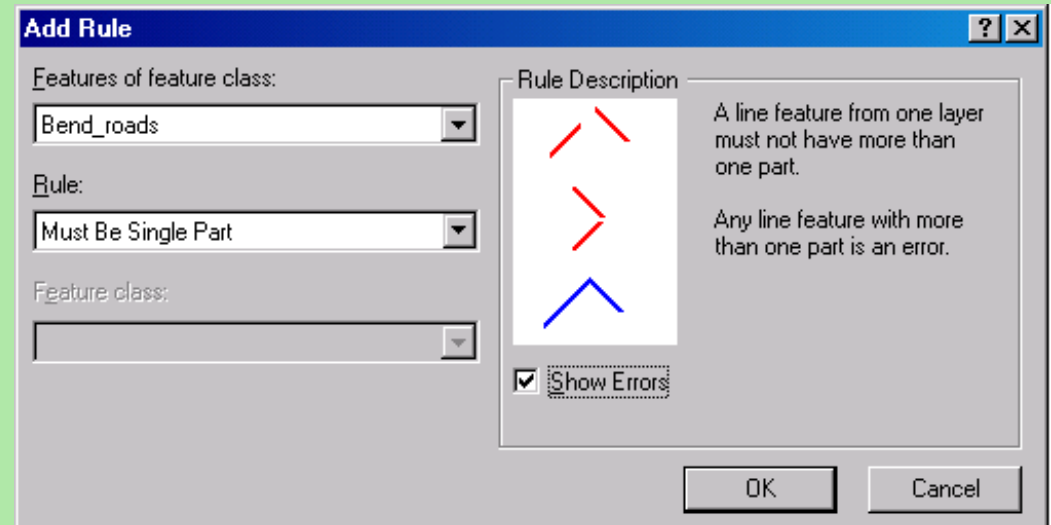 Add Rule
Features of feature class:
Bend_roads
Rule:
Must Be Single Part
Feature class:
Rule Description
A line feature from one layer
must not have more than
one part.
Any line feature with more
than one part is an error.
Show Errors
OK
Cancel